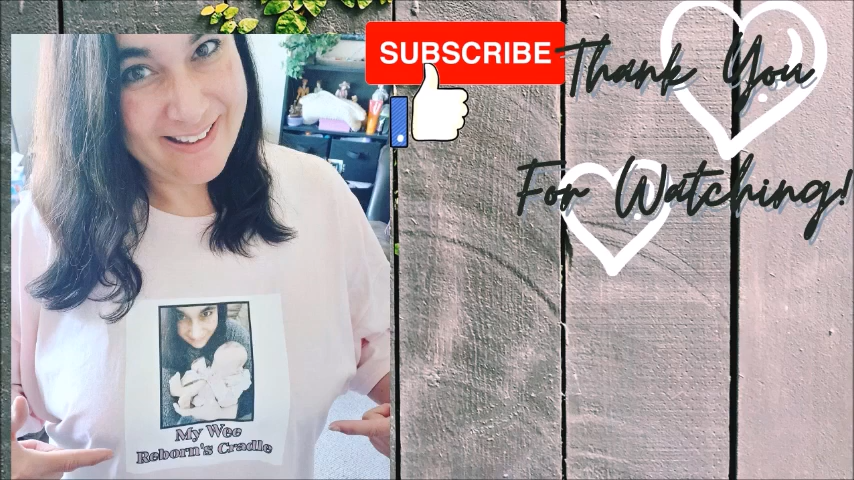 SUBSCRIBE
Thank You
For Watching!
My Wee
Reborn's Cradle